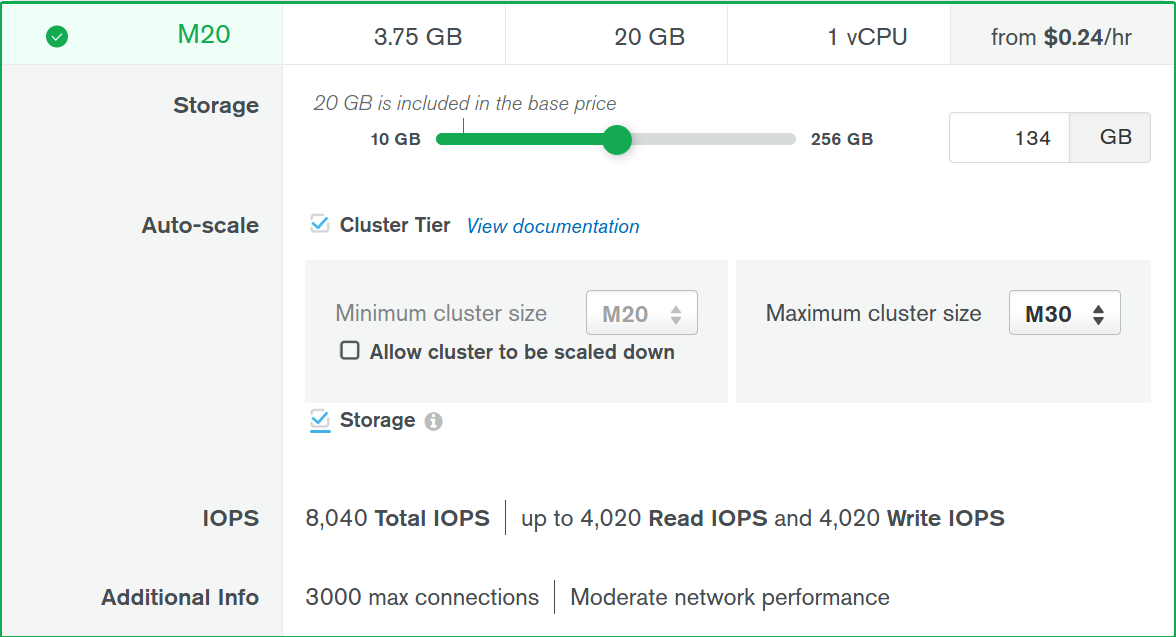 M20 3.75 GB 20 GB 1 vCPU from $0.24/hr
Storage 20 GB is included in the base price
10 GB 256 GB 134 GB
Auto-scale Cluster Tier View documentation
Minimum cluster size M20 Maximum cluster size M30
Allow cluster to be scaled down
Storage
IOPS 8,040 Total IOPS up to 4,020 Read IOPS and 4,020 Write IOPS
Additional Info 3000 max connections Moderate network performance